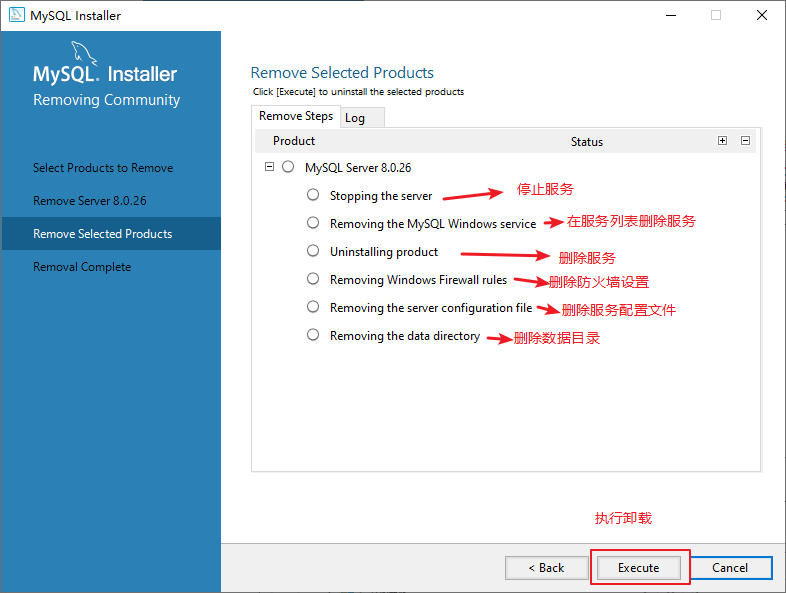 MySQL Installer
MySQL. Installer
Removing Community
Select Products to Remove
Remove Server 8.0.26
Remove Selected Products
Removal Complete
Remove Selected Products
Click [Execute] to uninstall the selected products
Remove Steps Log
Product Status
MySQL Server 8.0.26
Stopping the server 停止服务
Removing the MySQL Windows service 在服务列表删除服务
Uninstalling product 删除服务
Removing Windows Firewall rules 删除防火墙设置
Removing the server configuration file 删除服务配置文件
Removing the data directory 删除数据目录
执行卸载
< Back Execute Cancel